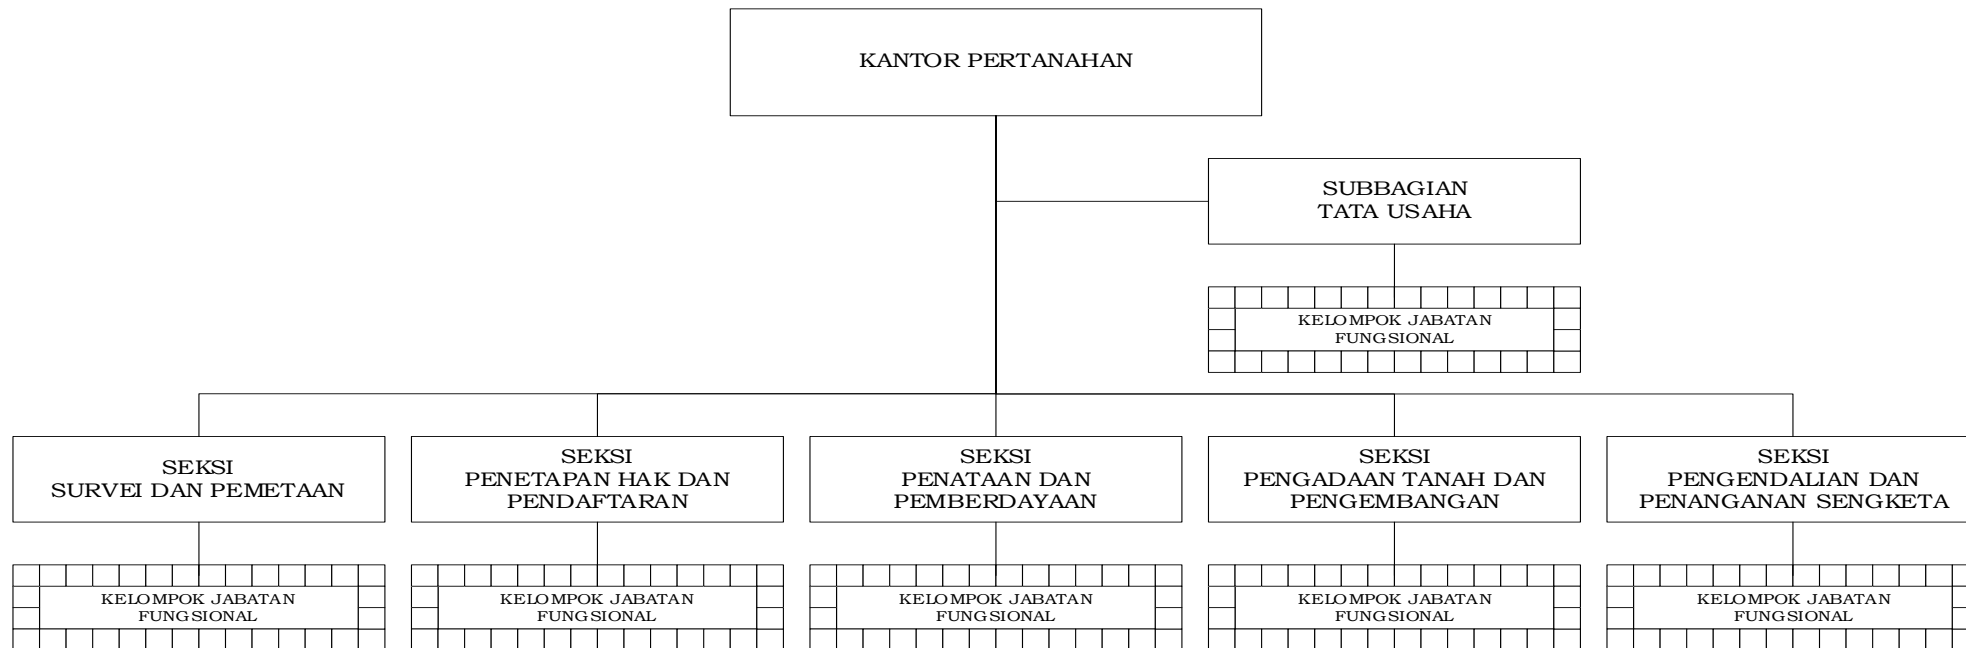 KANTOR PERTANAHAN
SUBBAGIAN
TATA USAHA
KELOMPOK JABATAN
FUNGSIONAL
SEKSI
SURVEI DAN PEMETAAN
SEKSI
PENETAPAN HAK DAN
PENDAFTARAN
SEKSI
PENATAAN DAN
PEMBERDAYAAN
SEKSI
PENGADAAN TANAH DAN
PENGEMBANGAN
SEKSI
PENGENDALIAN DAN
PENANGANAN SENGKETA
KELOMPOK JABATAN
FUNGSIONAL
KELOMPOK JABATAN
FUNGSIONAL
KELOMPOK JABATAN
FUNGSIONAL
KELOMPOK JABATAN
FUNGSIONAL
KELOMPOK JABATAN
FUNGSIONAL